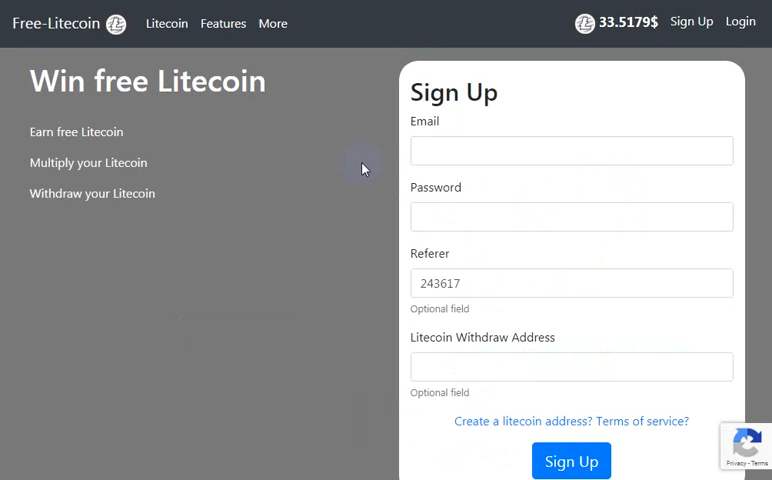 Free-Litecoin Litecoin Features More 33.5179$ Sign Up Login
Win free Litecoin
Earn free Litecoin
Multiply your Litecoin
Withdraw your Litecoin
Sign Up
Email
Password
Referer
243617
Optional field
Litecoin Withdraw Address
Optional field
Create a litecoin address? Terms of service?
Sign Up
Privacy - Terms